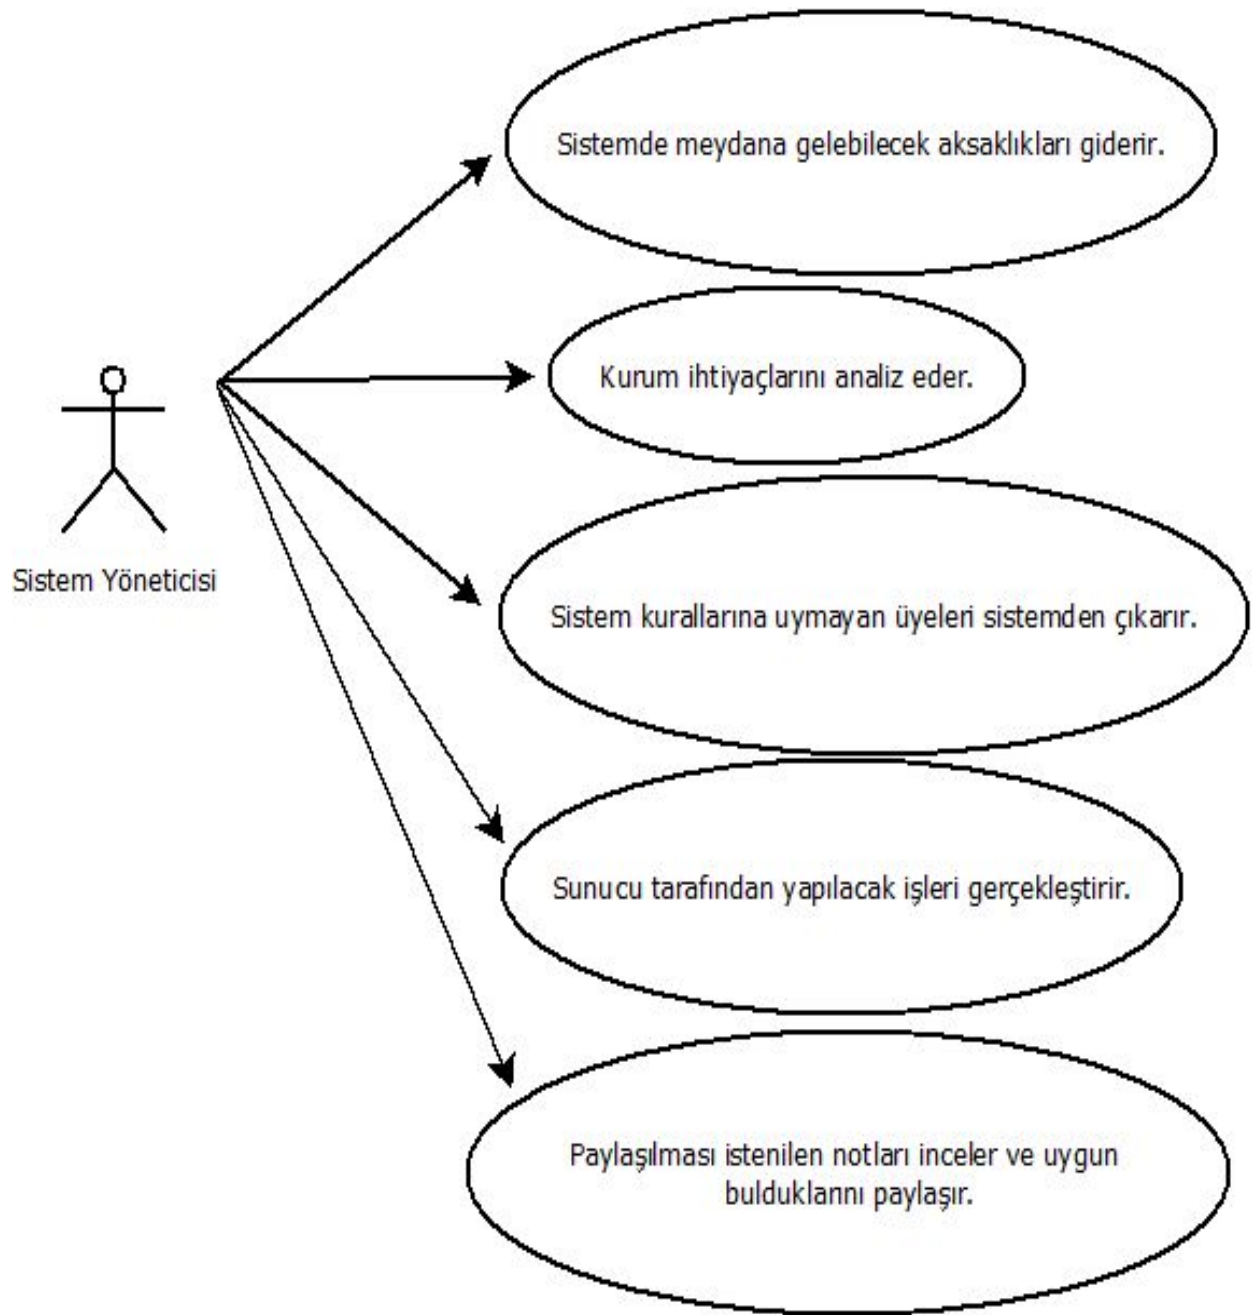 Sistemde meydana gelebilecek aksaklıkları giderir.
Kurum ihtiyaçlarını analiz eder.
Sistem Yöneticisi
Sistem kurallarına uymayan üyeleri sistemden çıkarır.
Sunucu tarafından yapılacak işleri gerçekleştirir.
Paylaşılması istenilen notları inceler ve uygun
bulduklarını paylaşır.